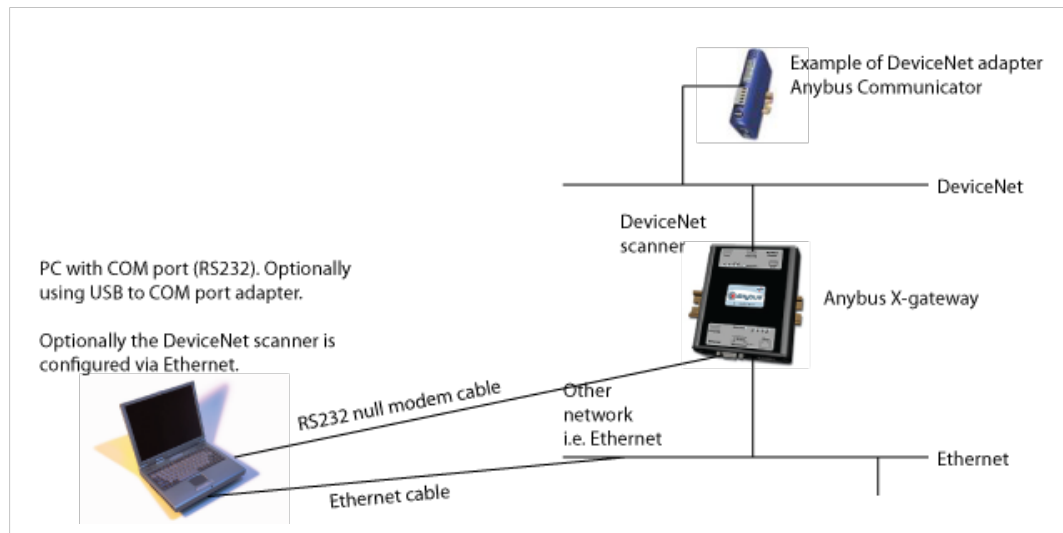 Example of DeviceNet adapter
Anybus Communicator
DeviceNet
DeviceNet
scanner
PC with COM port (RS232). Optionally
using USB to COM port adapter.
Anybus X-gateway
Optionally the DeviceNet scanner is
configured via Ethernet.
RS232 null modem cable
Other
network
i.e. Ethernet
Ethernet
Ethernet cable